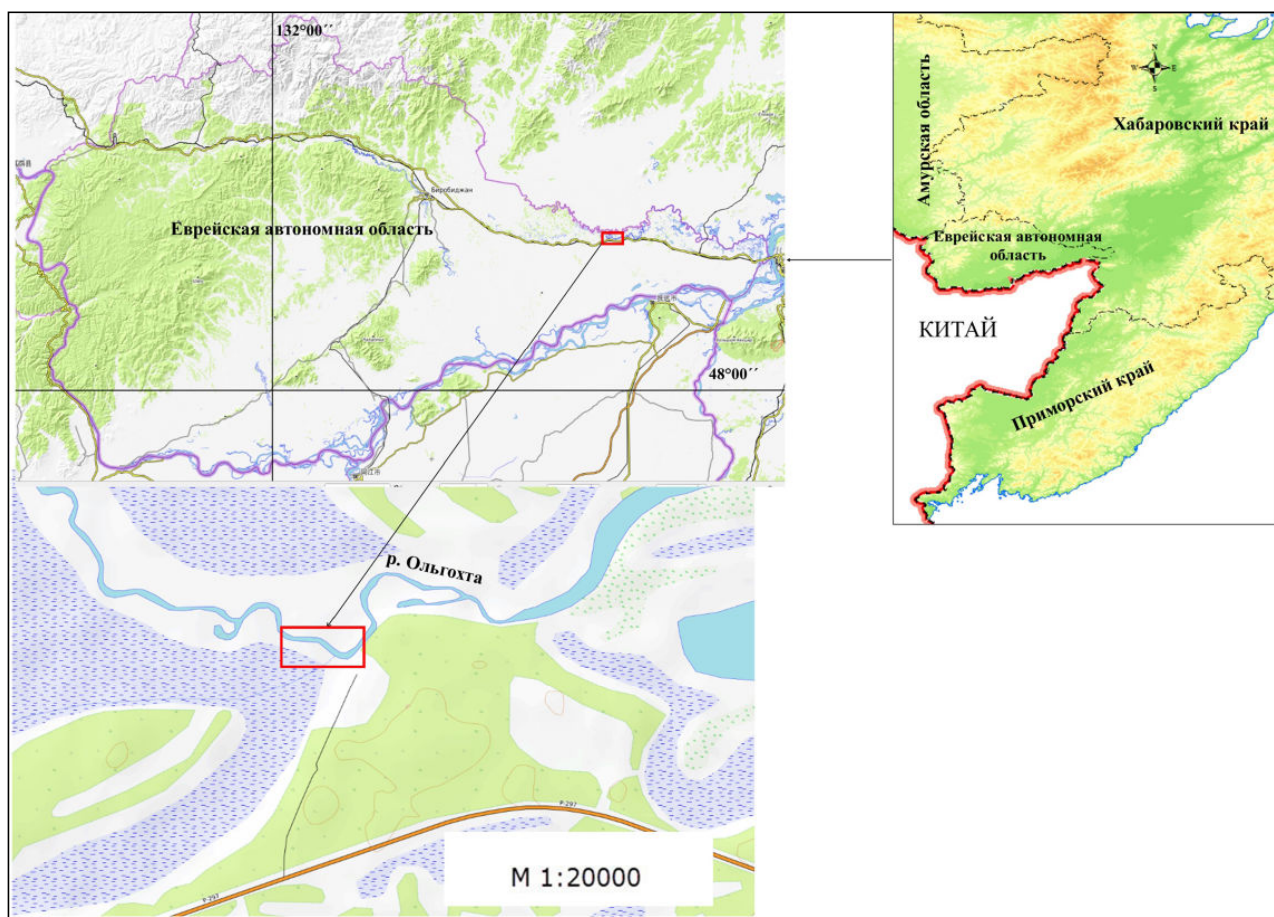 132°00´´
Биробиджан
Еврейская автономная область
48°00´´
N
W E
S
Амурская область
Хабаровский край
Еврейская автономная
область
КИТАЙ
Приморский край
р. Ольгохта
Р-297
Р-297
М 1:20000